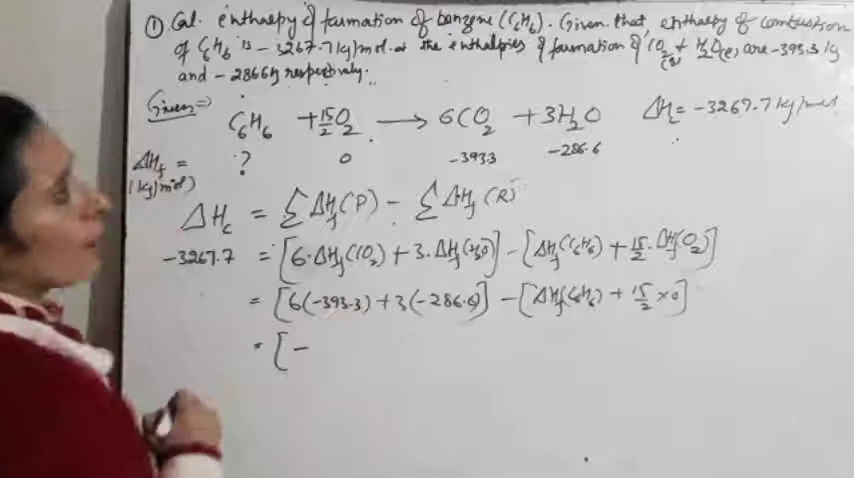 ① Cal. enthalpy of formation of benzene (C₆H₆). Given that, enthalpy of combustion
of C₆H₆ is -3267.7 kJ/mol. at the enthalpies of formation of CO₂(g) + H₂O(l) are -393.3 kJ
and -286.6 kJ respectively.
Given ⇒ C₆H₆ + 15/2 O₂ → 6CO₂ + 3H₂O ΔHc = -3267.7 kJ/mol
ΔHf = (kJ/mol) ? 0 -393.3 -286.6
ΔHc = ΣΔHf (P) - ΣΔHf (R)
-3267.7 = [6.ΔHf(CO₂) + 3.ΔHf(H₂O)] - [ΔHf(C₆H₆) + 15/2.ΔHf(O₂)]
= [6(-393.3) + 3(-286.6)] - [ΔHf(C₆H₆) + 15/2 × 0]
= [-